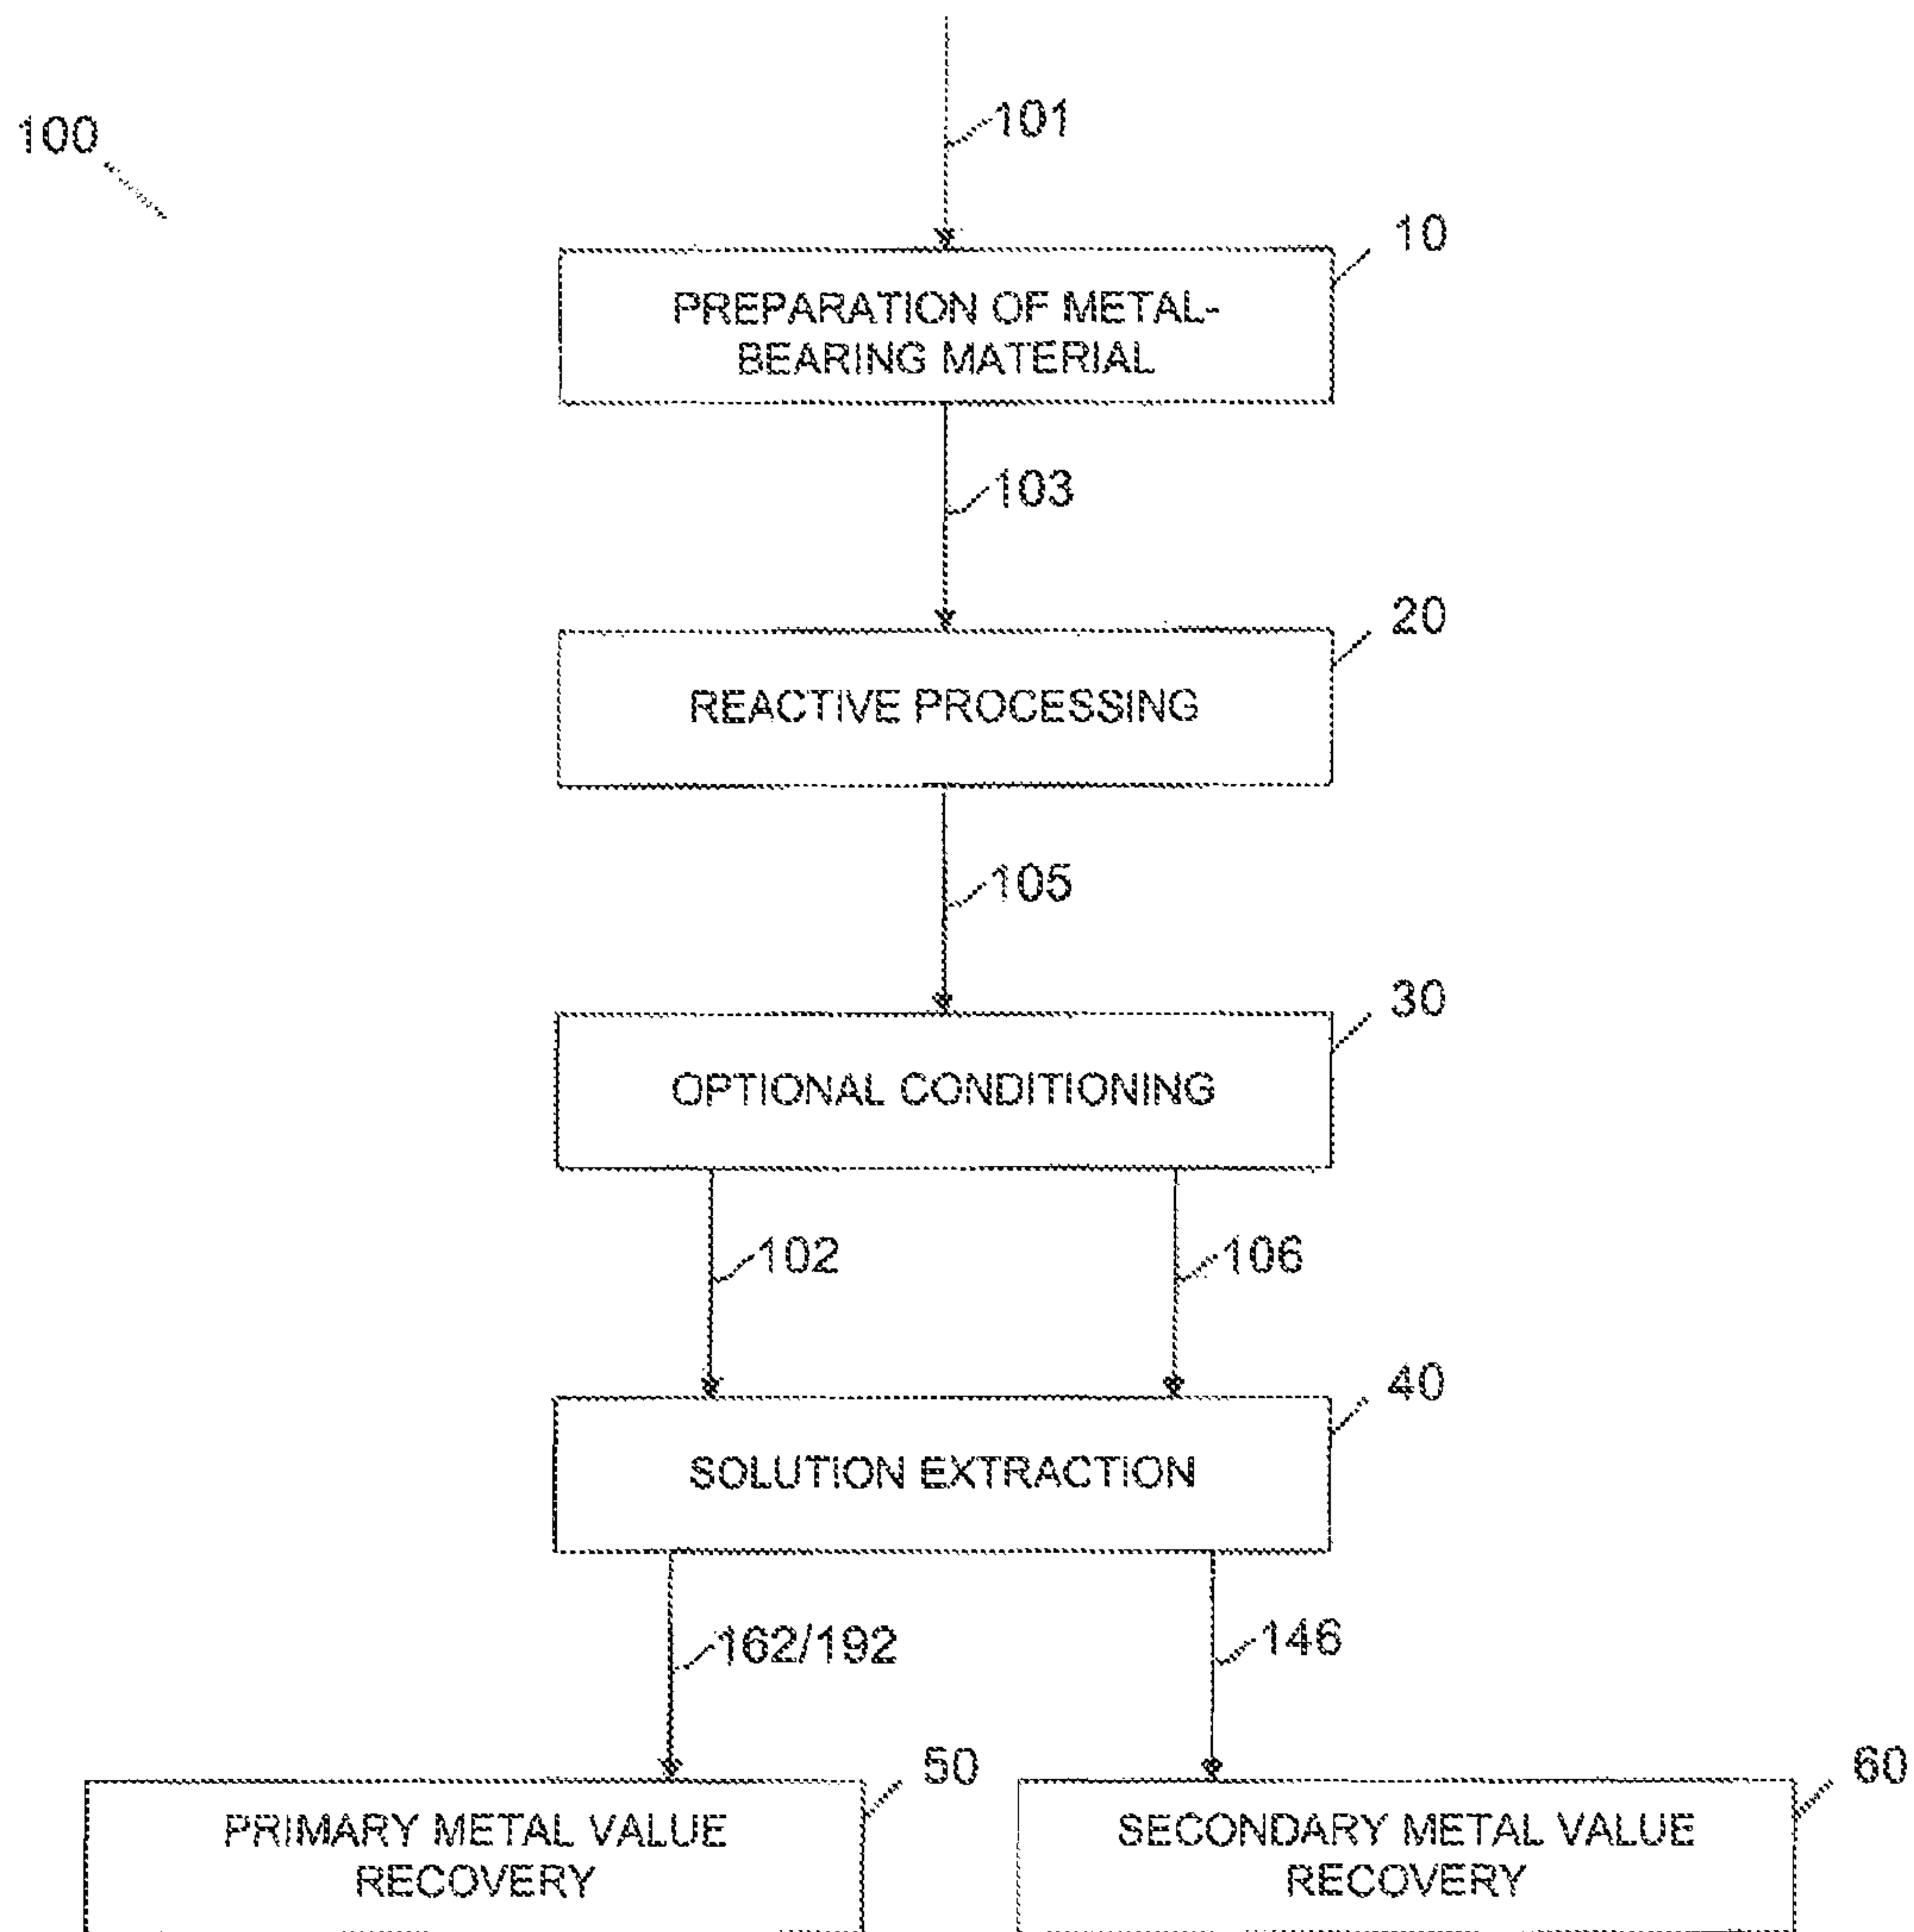 101
100
10
PREPARATION OF METAL-
BEARING MATERIAL
103
20
REACTIVE PROCESSING
105
30
OPTIONAL CONDITIONING
102
106
40
SOLUTION EXTRACTION
162/192
146
50
60
PRIMARY METAL VALUE
RECOVERY
SECONDARY METAL VALUE
RECOVERY